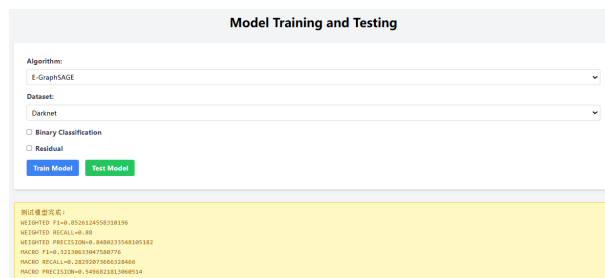 Model Training and Testing
Algorithm:
E-GraphSAGE
Dataset:
Darknet
Binary Classification
Residual
Train Model Test Model
测试模型完成：
WEIGHTED F1=0.8526124558310196
WEIGHTED RECALL=0.88
WEIGHTED PRECISION=0.8480233548105182
MACRO F1=0.32130633047580776
MACRO RECALL=0.28292073666328466
MACRO PRECISION=0.5496821813060514